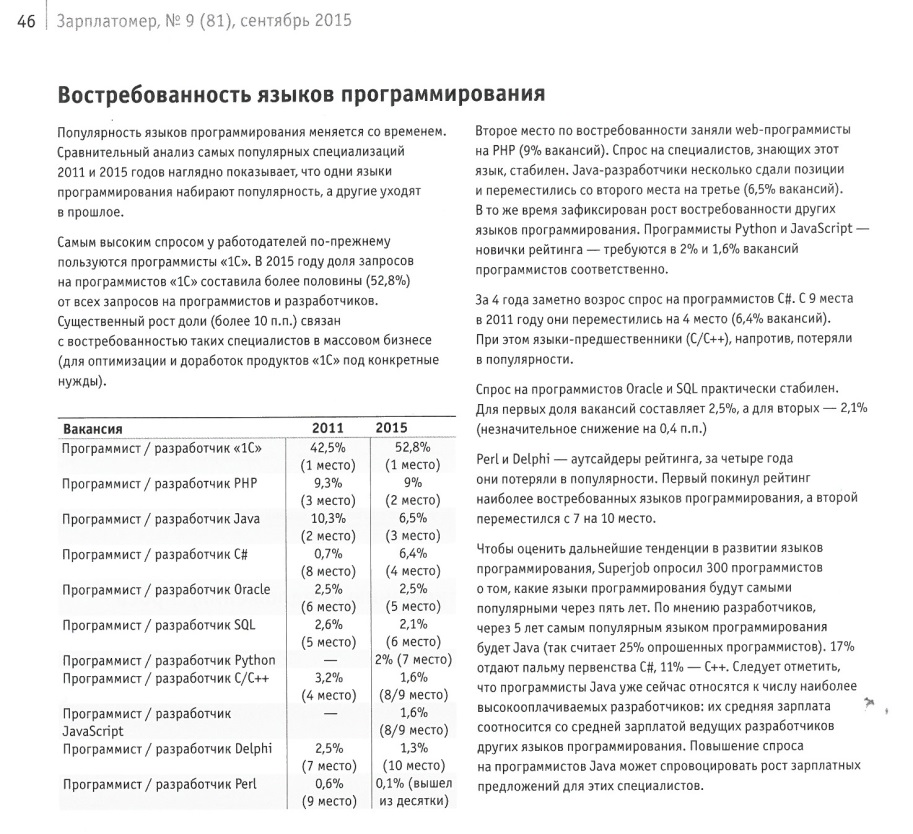 46 Зарплатомер, № 9 (81), сентябрь 2015
Востребованность языков программирования
Популярность языков программирования меняется со временем.
Сравнительный анализ самых популярных специализаций
2011 и 2015 годов наглядно показывает, что одни языки
программирования набирают популярность, а другие уходят
в прошлое.
Самым высоким спросом у работодателей по-прежнему
пользуются программисты «1С». В 2015 году доля запросов
на программистов «1С» составила более половины (52,8%)
от всех запросов на программистов и разработчиков.
Существенный рост доли (более 10 п.п.) связан
с востребованностью таких специалистов в массовом бизнесе
(для оптимизации и доработок продуктов «1С» под конкретные
нужды).
Вакансия 2011 2015
Программист / разработчик «1С» 42,5% 52,8%
(1 место) (1 место)
Программист / разработчик PHP 9,3% 9%
(3 место) (2 место)
Программист / разработчик Java 10,3% 6,5%
(2 место) (3 место)
Программист / разработчик C# 0,7% 6,4%
(8 место) (4 место)
Программист / разработчик Oracle 2,5% 2,5%
(6 место) (5 место)
Программист / разработчик SQL 2,6% 2,1%
(5 место) (6 место)
Программист / разработчик Python — 2% (7 место)
Программист / разработчик C/C++ 3,2% 1,6%
(4 место) (8/9 место)
Программист / разработчик — 1,6%
JavaScript (8/9 место)
Программист / разработчик Delphi 2,5% 1,3%
(7 место) (10 место)
Программист / разработчик Perl 0,6% 0,1% (вышел
(9 место) из десятки)
Второе место по востребованности заняли web-программисты
на PHP (9% вакансий). Спрос на специалистов, знающих этот
язык, стабилен. Java-разработчики несколько сдали позиции
и переместились со второго места на третье (6,5% вакансий).
В то же время зафиксирован рост востребованности других
языков программирования. Программисты Python и JavaScript —
новички рейтинга — требуются в 2% и 1,6% вакансий
программистов соответственно.
За 4 года заметно возрос спрос на программистов C#. С 9 места
в 2011 году они переместились на 4 место (6,4% вакансий).
При этом языки-предшественники (C/C++), напротив, потеряли
в популярности.
Спрос на программистов Oracle и SQL практически стабилен.
Для первых доля вакансий составляет 2,5%, а для вторых — 2,1%
(незначительное снижение на 0,4 п.п.)
Perl и Delphi — аутсайдеры рейтинга, за четыре года
они потеряли в популярности. Первый покинул рейтинг
наиболее востребованных языков программирования, а второй
переместился с 7 на 10 место.
Чтобы оценить дальнейшие тенденции в развитии языков
программирования, Superjob опросил 300 программистов
о том, какие языки программирования будут самыми
популярными через пять лет. По мнению разработчиков,
через 5 лет самым популярным языком программирования
будет Java (так считает 25% опрошенных программистов). 17%
отдают пальму первенства C#, 11% — C++. Следует отметить,
что программисты Java уже сейчас относятся к числу наиболее
высокооплачиваемых разработчиков: их средняя зарплата
соотносится со средней зарплатой ведущих разработчиков
других языков программирования. Повышение спроса
на программистов Java может спровоцировать рост зарплатных
предложений для этих специалистов.